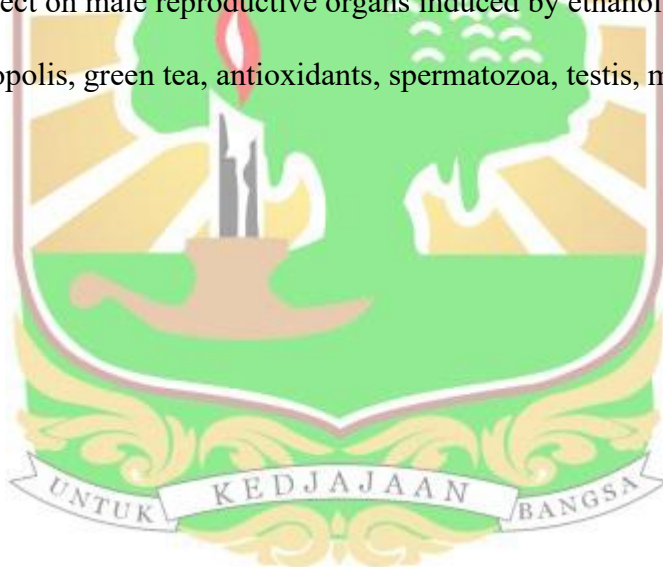 ect on male reproductive organs induced by ethanol
opolis, green tea, antioxidants, spermatozoa, testis, m
UNTUK KEDJAJAAN BANGSA